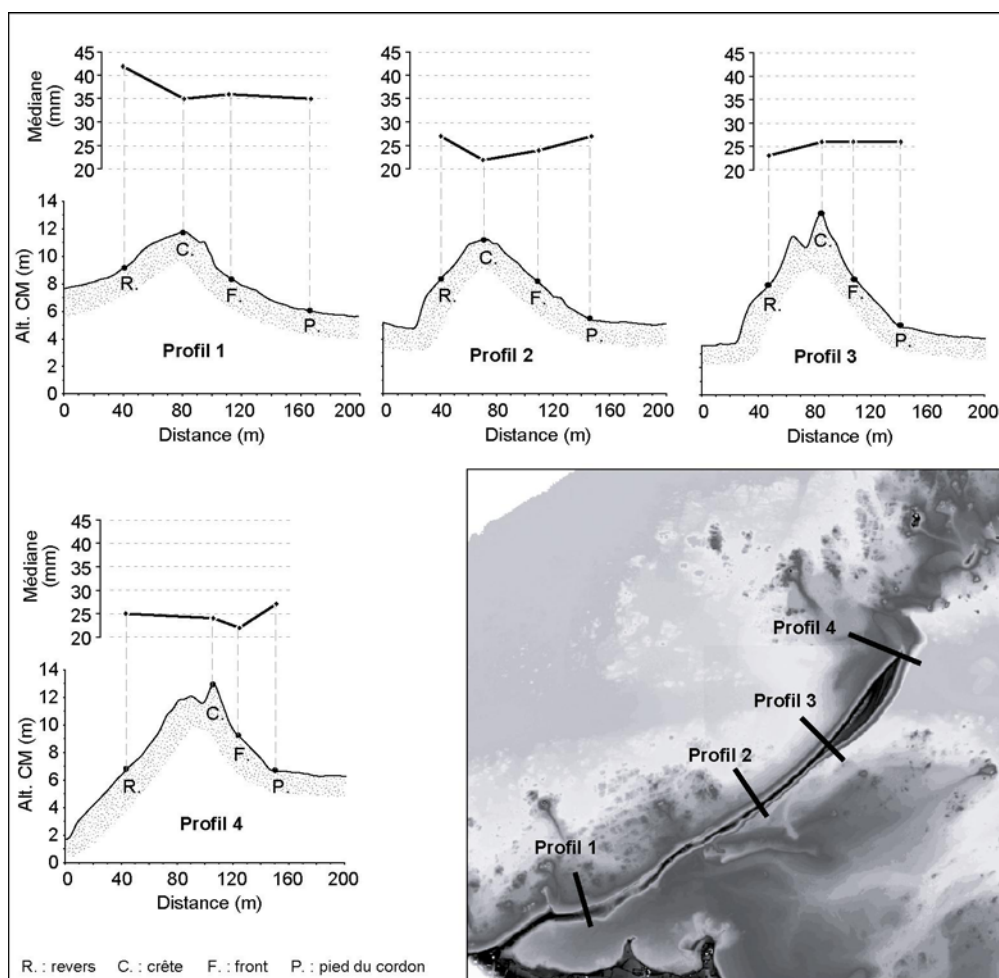 Médiane
(mm)
45
40
35
30
25
20
Alt. CM (m)
14
12
10
8
6
4
2
0
R.
C.
F.
P.
Profil 1
0 40 80 120 160 200
Distance (m)
45
40
35
30
25
20
R.
C.
F.
P.
Profil 2
0 40 80 120 160 200
Distance (m)
45
40
35
30
25
20
R.
C.
F.
P.
Profil 3
0 40 80 120 160 200
Distance (m)
Médiane
(mm)
45
40
35
30
25
20
Alt. CM (m)
14
12
10
8
6
4
2
0
R.
C.
F.
P.
Profil 4
0 40 80 120 160 200
Distance (m)
Profil 4
Profil 3
Profil 2
Profil 1
R. : revers C. : crête F. : front P. : pied du cordon